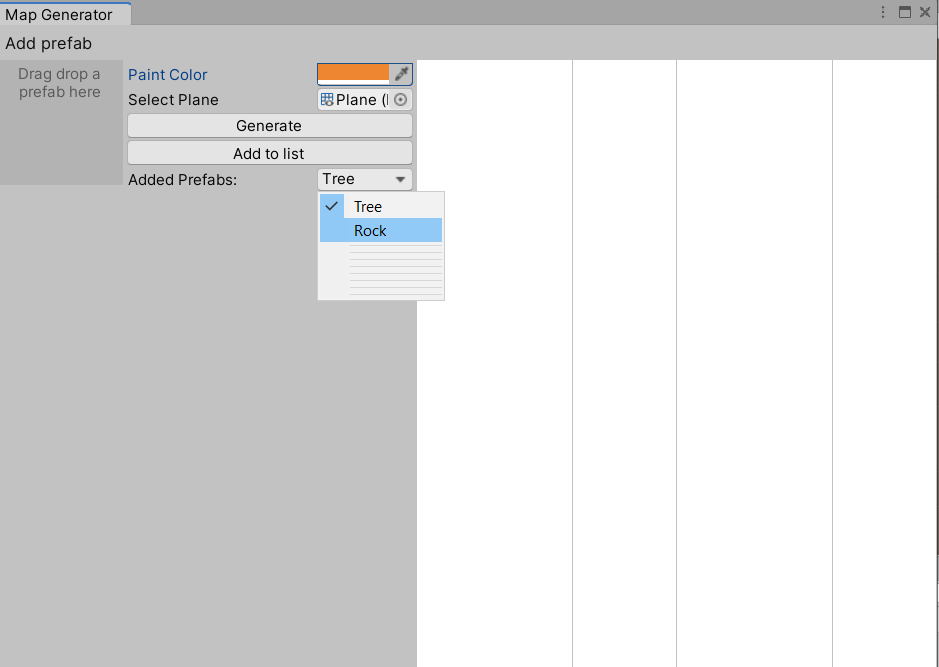 Map Generator
Add prefab
Drag drop a
prefab here
Paint Color
Select Plane
Plane (
Generate
Add to list
Added Prefabs:
Tree
Tree
Rock